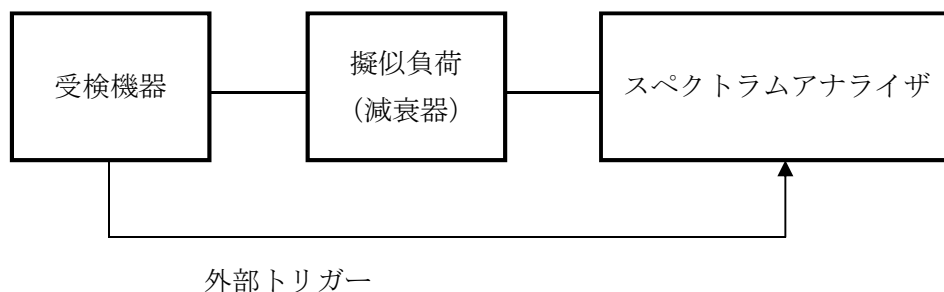 受検機器
擬似負荷
（減衰器）
スペクトラムアナライザ
外部トリガー